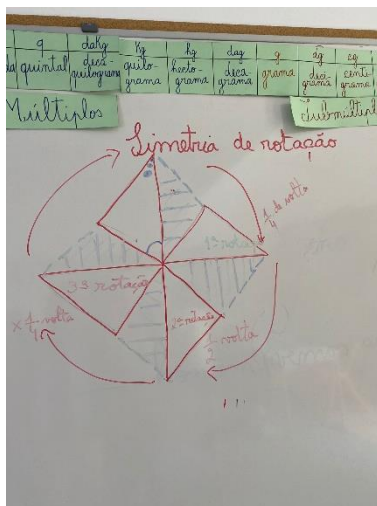 q dakg Kg hg dag g dg cg
quintal deca- quilo- hecto- deca- grama deci- centi-
quilograma grama grama grama grama grama
Múltiplos
Simetria de rotação
1/4 de volta
1ª rotação
3ª rotação
2ª rotação
1/4 volta
1/2 volta